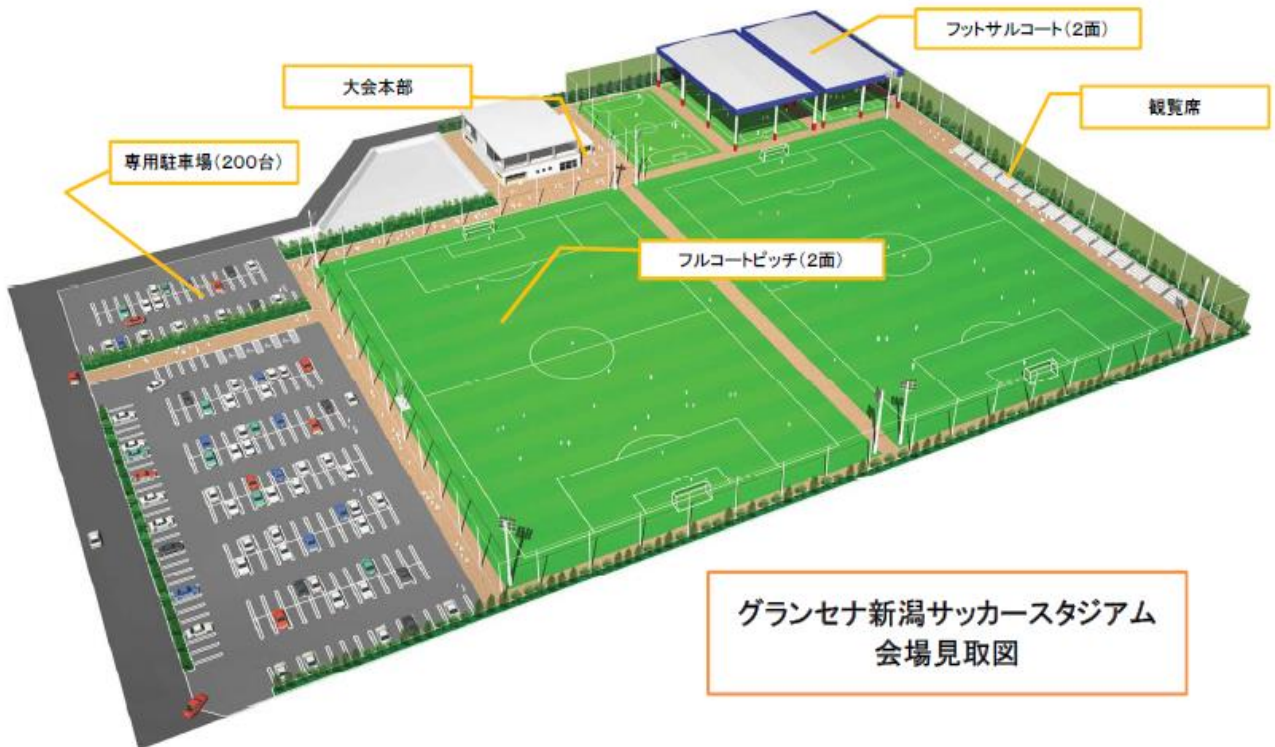 フットサルコート(2面)
大会本部
観覧席
専用駐車場(200台)
フルコートピッチ(2面)
グランセナ新潟サッカースタジアム
会場見取図